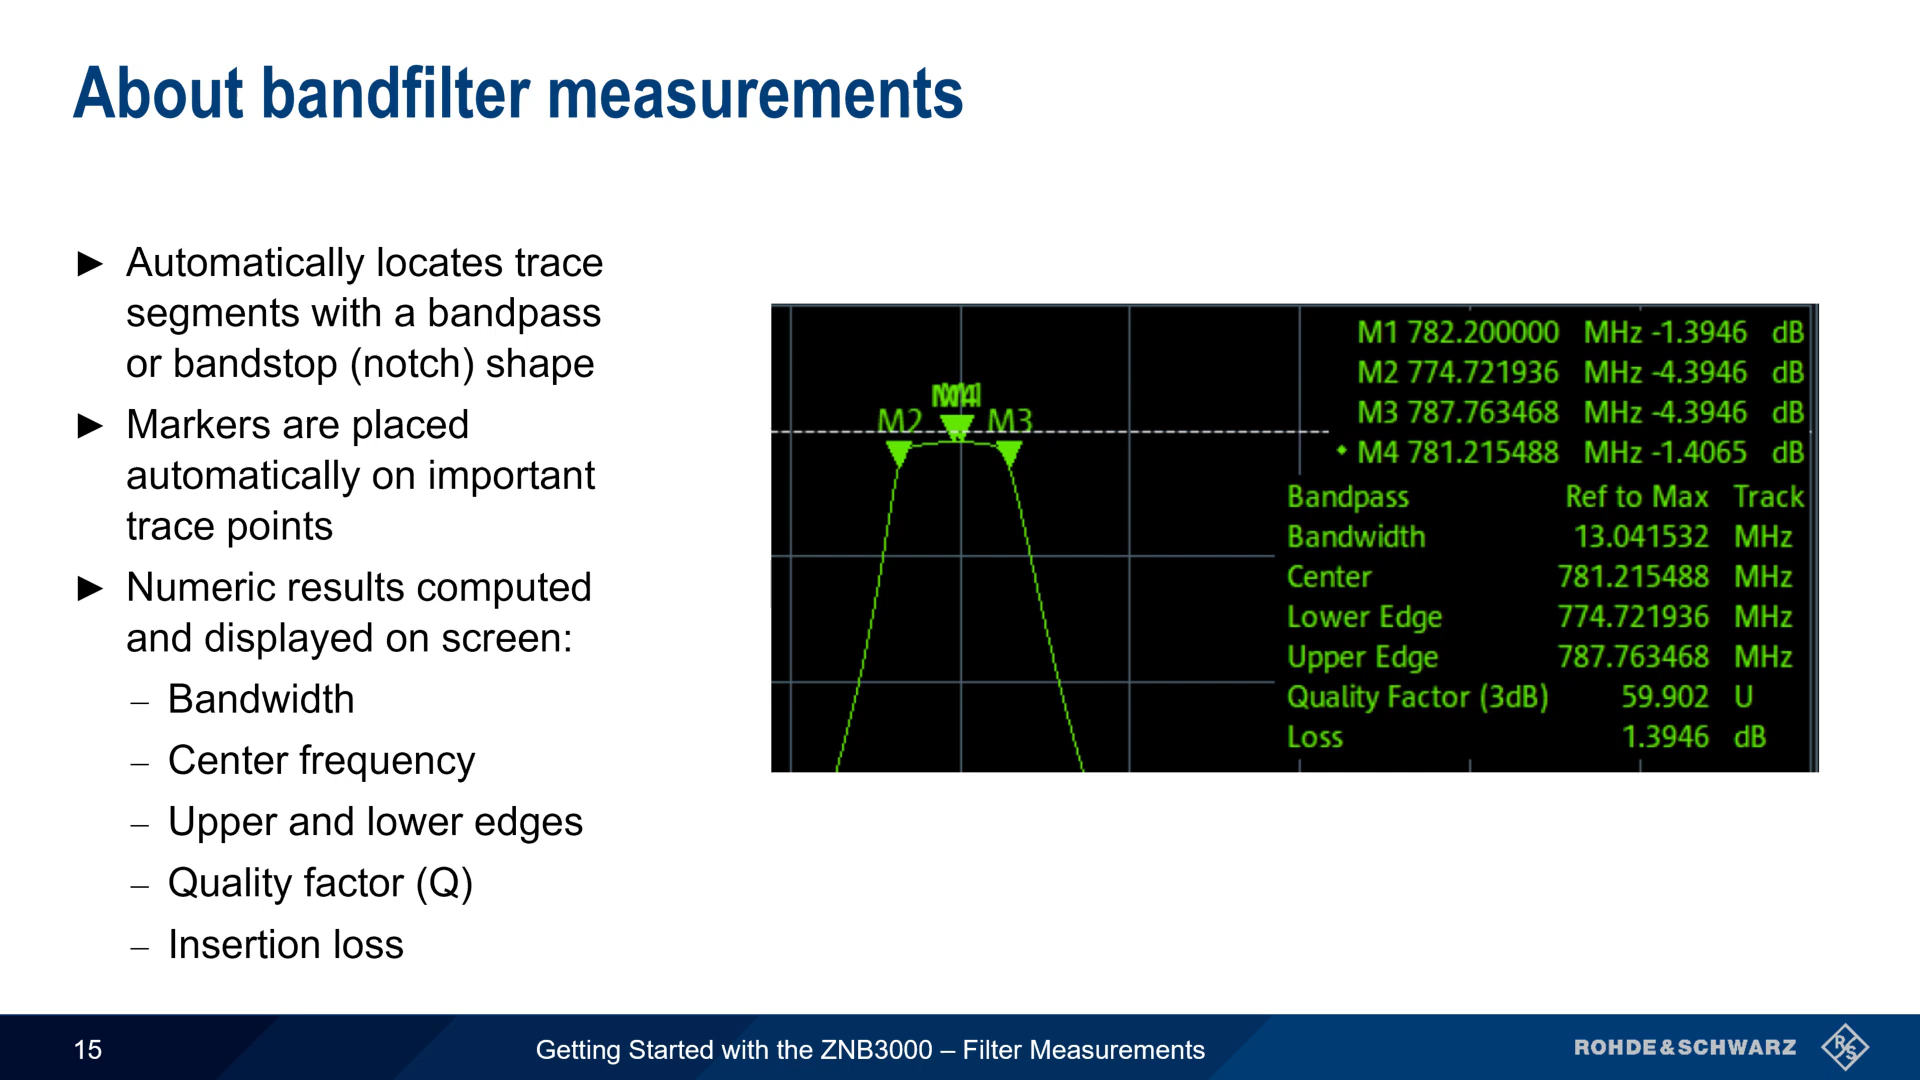 About bandfilter measurements
► Automatically locates trace
segments with a bandpass
or bandstop (notch) shape
► Markers are placed
automatically on important
trace points
► Numeric results computed
and displayed on screen:
– Bandwidth
– Center frequency
– Upper and lower edges
– Quality factor (Q)
– Insertion loss
M2
M3
M1 782.200000 MHz -1.3946 dB
M2 774.721936 MHz -4.3946 dB
M3 787.763468 MHz -4.3946 dB
• M4 781.215488 MHz -1.4065 dB
Bandpass Ref to Max Track
Bandwidth 13.041532 MHz
Center 781.215488 MHz
Lower Edge 774.721936 MHz
Upper Edge 787.763468 MHz
Quality Factor (3dB) 59.902 U
Loss 1.3946 dB
15
Getting Started with the ZNB3000 – Filter Measurements
ROHDE&SCHWARZ
R&S